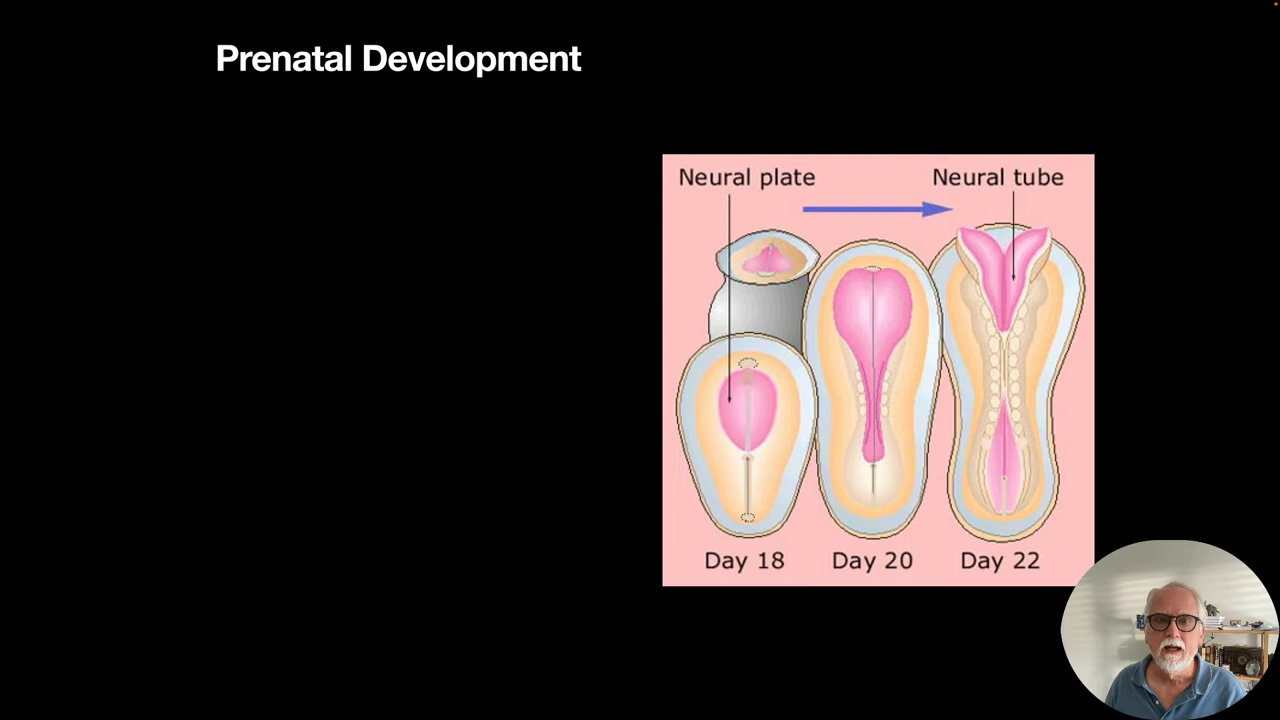 Prenatal Development
Neural plate
Neural tube
Day 18
Day 20
Day 22